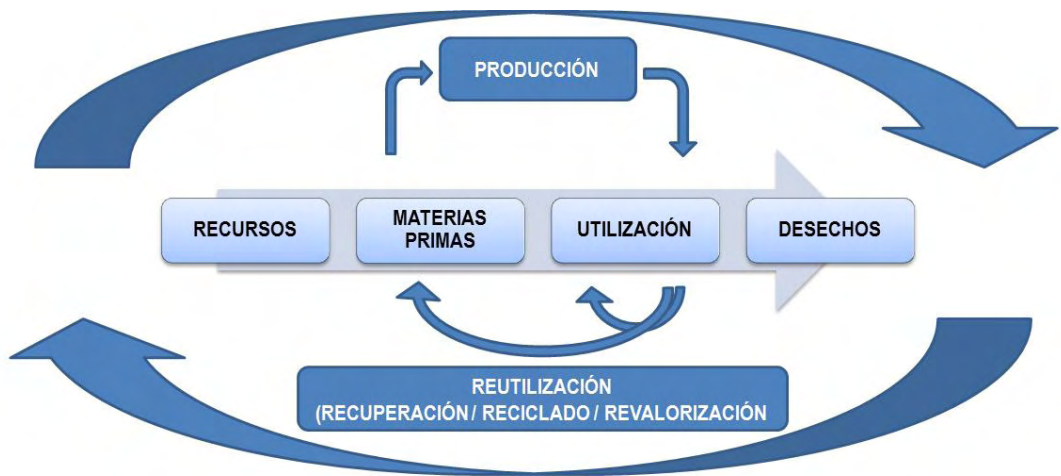 PRODUCCIÓN
RECURSOS
MATERIAS
PRIMAS
UTILIZACIÓN
DESECHOS
REUTILIZACIÓN
(RECUPERACIÓN / RECICLADO / REVALORIZACIÓN